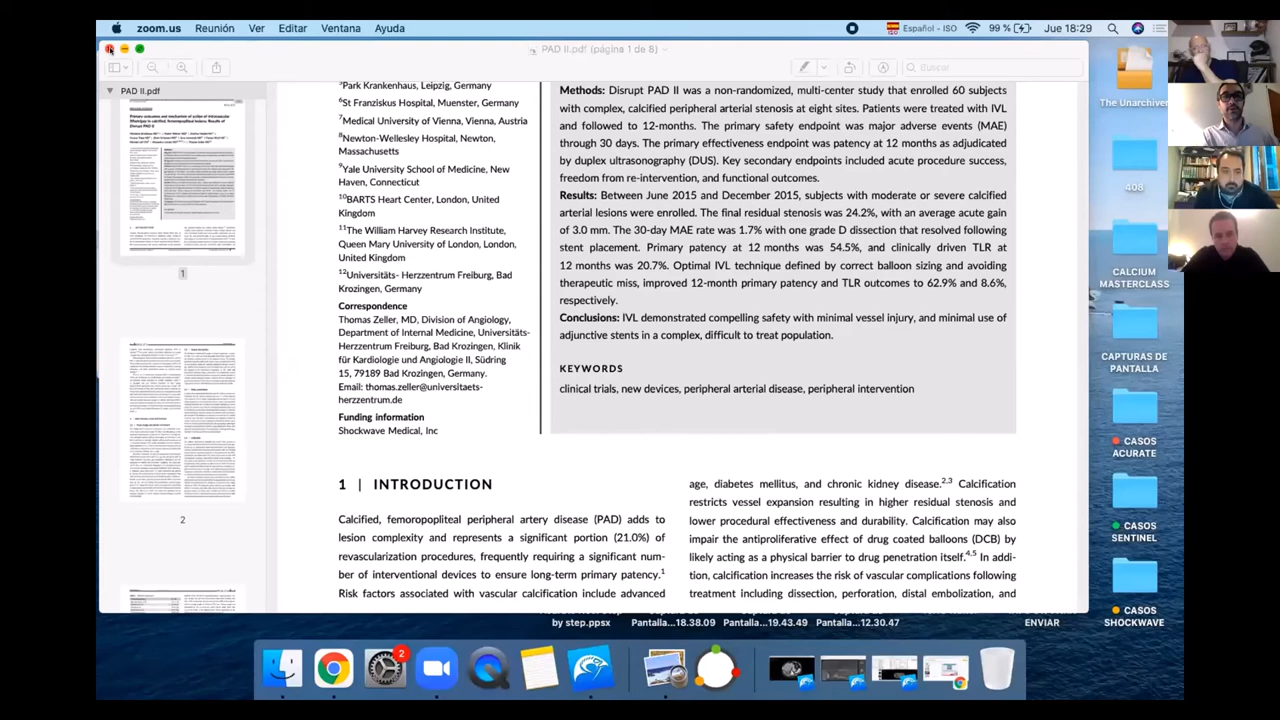 zoom.us Reunión Ver Editar Ventana Ayuda
Español - ISO 99 % Jue 18:29
PAD II.pdf (página 1 de 8)
Buscar
PAD II.pdf
1
2
³Park Krankenhaus, Leipzig, Germany
⁶St Franziskus Hospital, Muenster, Germany
⁷Medical University of Vienna, Vienna, Austria
⁸Newton-Wellesley Hospital, Newton,
Massachusetts
⁹Yale University School of Medicine, New
Haven, Connecticut
¹⁰BARTS Heart Center, London, United
Kingdom
¹¹The William Harvey Research Institute,
Queen Mary University of London, London,
United Kingdom
¹²Universitäts- Herzzentrum Freiburg, Bad
Krozingen, Germany
Correspondence
Thomas Zeller, MD, Division of Angiology,
Department of Internal Medicine, Universitäts-
Herzzentrum Freiburg, Bad Krozingen, Klinik
für Kardiologie und Angiologie II, Südring
15, 79189 Bad Krozingen, Germany.
Email: thomas.zeller@universitaets-
herzzentrum.de
Funding information
Shockwave Medical, Inc
Methods: Disrupt PAD II was a non-randomized, multi-center study that enrolled 60 subjects
with complex, calcified peripheral arterial stenosis at eight sites. Patients were treated with IVL
and followed to 12 months. The primary safety endpoint was major adverse events (MAE)
30 days. The primary effectiveness endpoint was patency at 12 months as adjudicated
by duplex ultrasonography (DUS). Key secondary endpoints included acute procedure success
intervention, and functional outcomes.
Results: Between June 2015 and December 2015, 60 subjects with moderate or severe calcified
lesions were enrolled. The final residual stenosis was 24.2%, with an average acute gain
of mm. The primary MAE rate was 1.7% with one grade D dissection that resolved following
stent placement. Primary patency at 12 months was 54.5%, and clinically driven TLR at
12 months was 20.7%. Optimal IVL technique defined by correct balloon sizing and avoiding
therapeutic miss, improved 12-month primary patency and TLR outcomes to 62.9% and 8.6%,
respectively.
Conclusions: IVL demonstrated compelling safety with minimal vessel injury, and minimal use of
adjunctive stents in a complex, difficult to treat population.
KEYWORDS
clinical trials, new devices, peripheral arterial disease, peripheral intervention
1 | INTRODUCTION
Calcified, femoropopliteal peripheral artery disease (PAD) adds to
lesion complexity and represents a significant portion (21.0%) of
revascularization procedures, frequently requiring a significant num-
ber of interventional devices to ensure long-term primary patency.¹
Risk factors associated with vascular calcification include advanced
age, diabetes mellitus, and chronic kidney disease.²,³ Calcification
restricts vessel expansion resulting in higher residual stenosis and
lower procedural effectiveness and durability. Calcification may also
impair the antiproliferative effect of drug coated balloons (DCB) by
likely acting as a physical barrier to drug penetration itself.⁴,⁵ In addi-
tion, calcification increases the risk of vascular complications following
treatment including dissection, perforation, distal embolization, and
The Unarchiver
408
CALCIUM
MASTERCLASS
CAPTURAS DE
PANTALLA
CASOS
ACURATE
CASOS
SENTINEL
CASOS
SHOCKWAVE
by step.ppsx Pantalla...18.38.09 Pantalla...19.43.49 Pantalla...12.30.47 ENVIAR
2